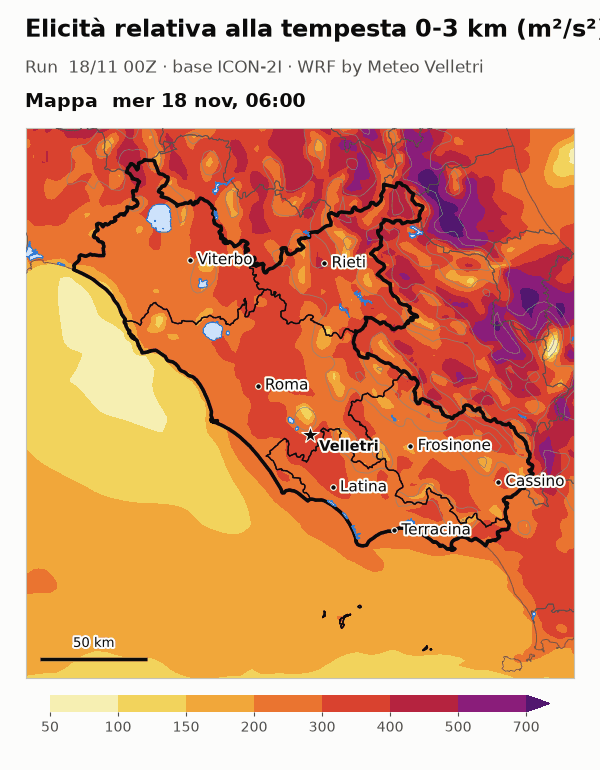 Elicità relativa alla tempesta 0-3 km (m²/s²)
Run 18/11 00Z · base ICON-2I · WRF by Meteo Velletri
Mappa mer 18 nov, 06:00
Viterbo
Rieti
Roma
Velletri
Frosinone
Cassino
Latina
Terracina
50 km
50 100 150 200 300 400 500 700